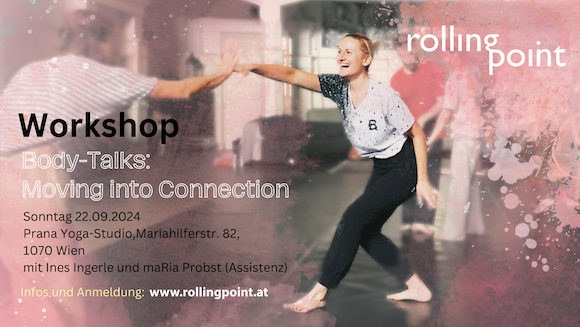 rolling
point
Workshop
Body-Talks:
Moving into Connection
Sonntag 22.09.2024
Prana Yoga-Studio,Mariahilferstr. 82,
1070 Wien
mit Ines Ingerle und maRia Probst (Assistenz)
Infos und Anmeldung: www.rollingpoint.at